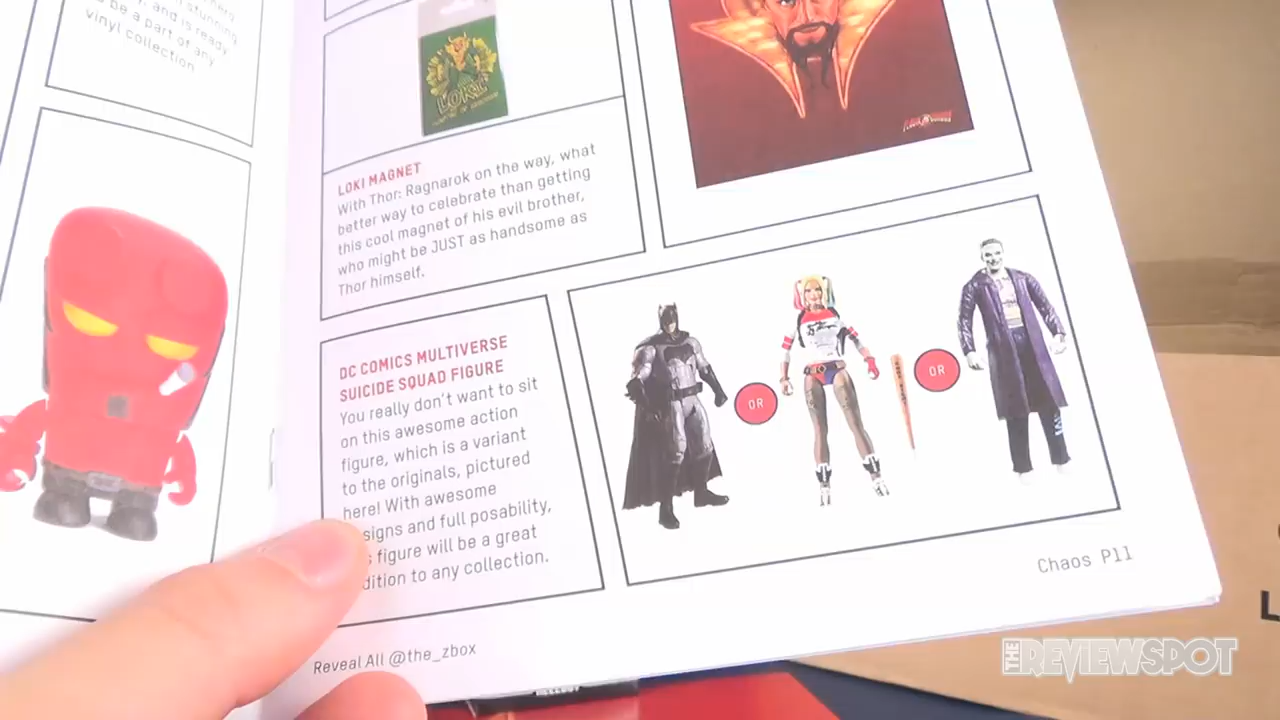 and is ready
be a part of any
vinyl collection.
LOKI
LOKI MAGNET
With Thor: Ragnarok on the way, what
better way to celebrate than getting
this cool magnet of his evil brother,
who might be JUST as handsome as
Thor himself.
DC COMICS MULTIVERSE
SUICIDE SQUAD FIGURE
You really don't want to sit
on this awesome action
figure, which is a variant
to the originals, pictured
here! With awesome
signs and full posability,
s figure will be a great
dition to any collection.
OR
OR
Chaos P11
Reveal All @the_zbox
HELLBOY
THE REVIEWSPOT